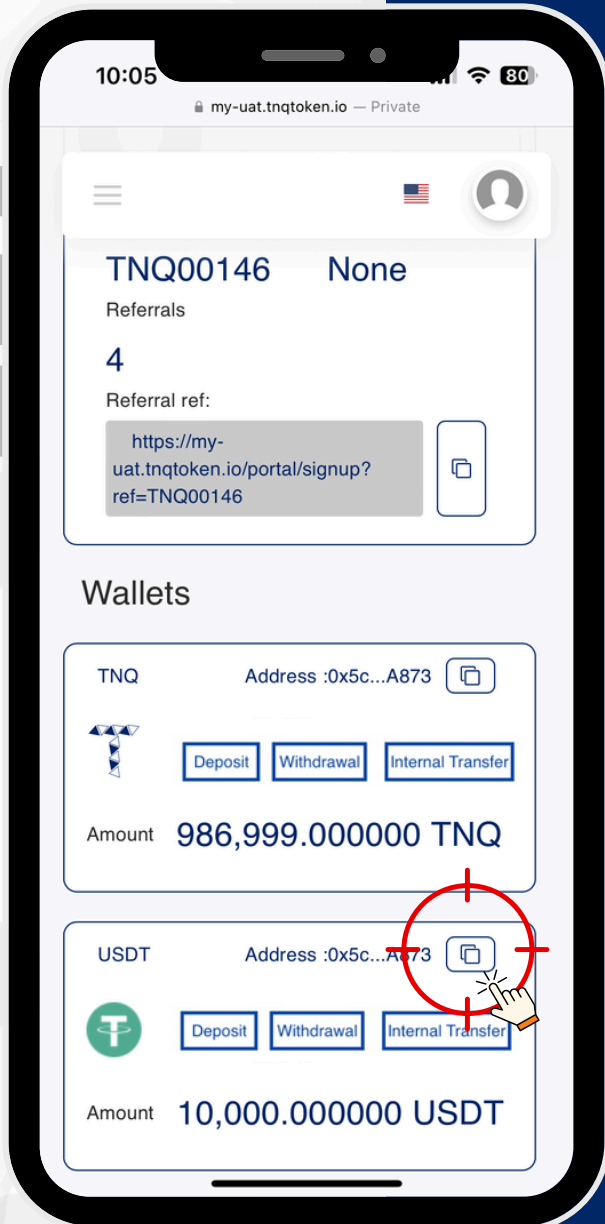 10:05
80
my-uat.tnqtoken.io — Private
TNQ00146 None
Referrals
4
Referral ref:
https://my-
uat.tnqtoken.io/portal/signup?
ref=TNQ00146
Wallets
TNQ Address :0x5c...A873
Deposit Withdrawal Internal Transfer
Amount 986,999.000000 TNQ
USDT Address :0x5c...A873
Deposit Withdrawal Internal Transfer
Amount 10,000.000000 USDT